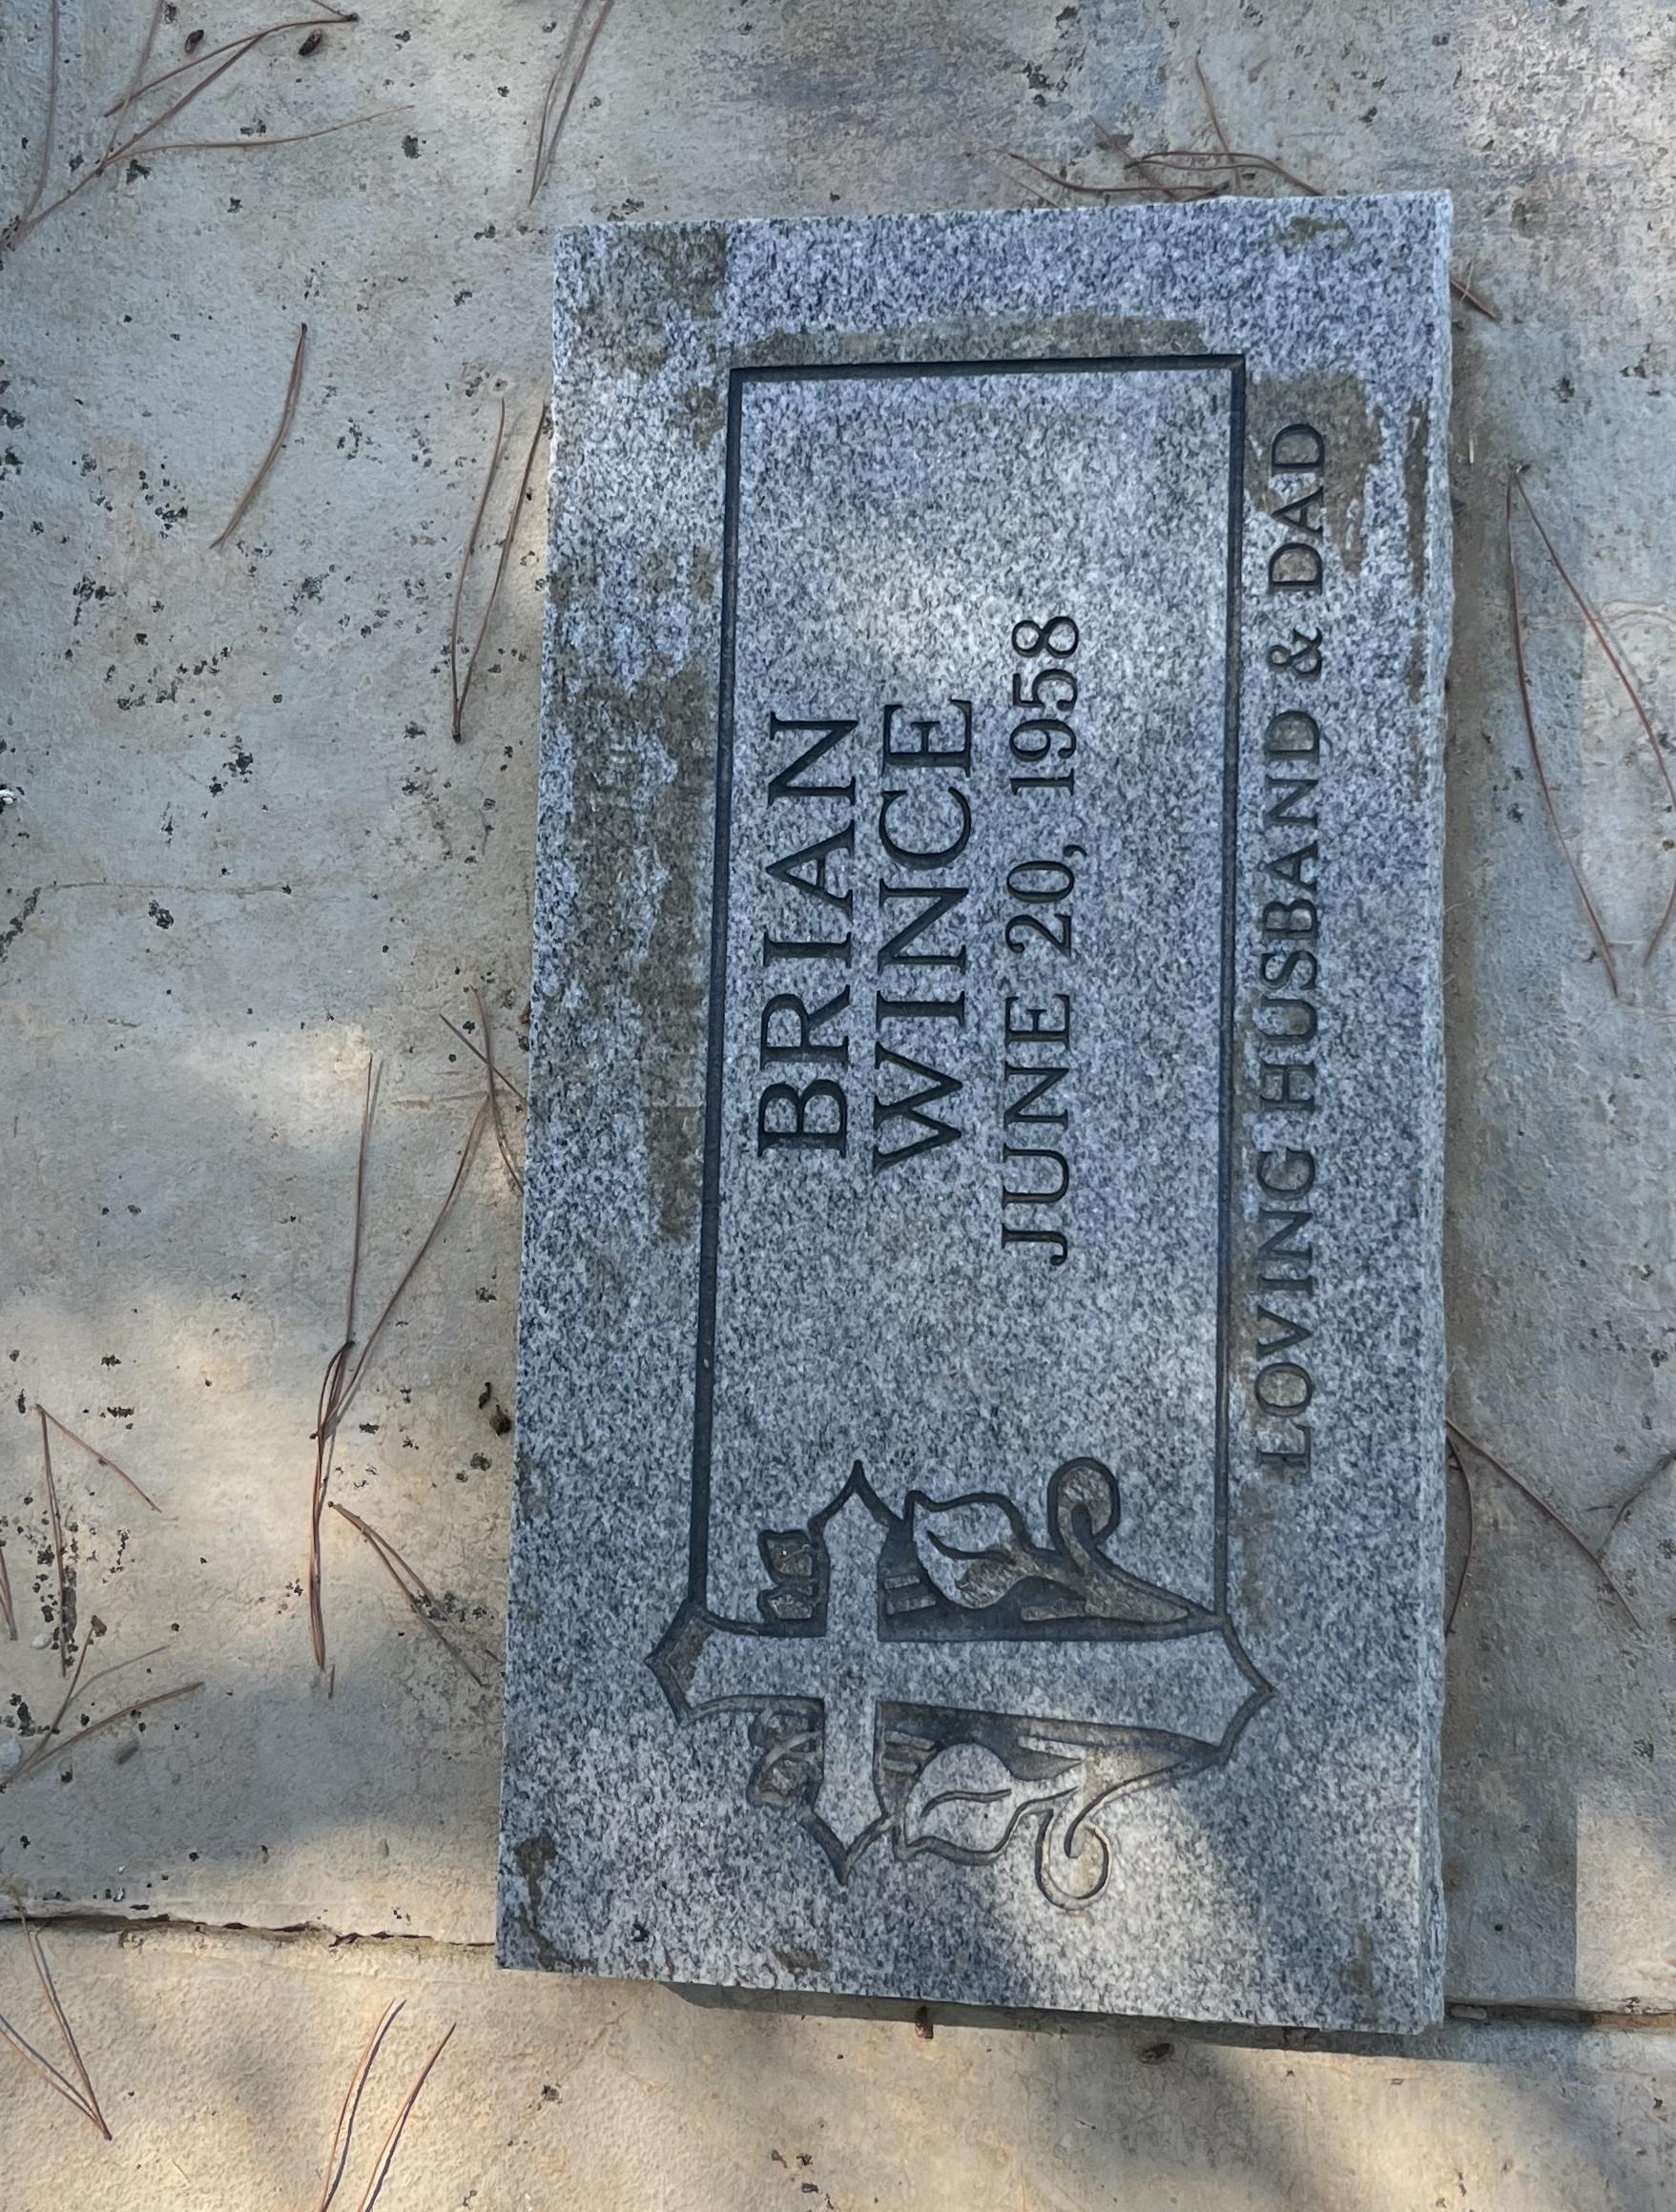 BRIAN
WINCE
JUNE 20, 1958
LOVING HUSBAND & DAD